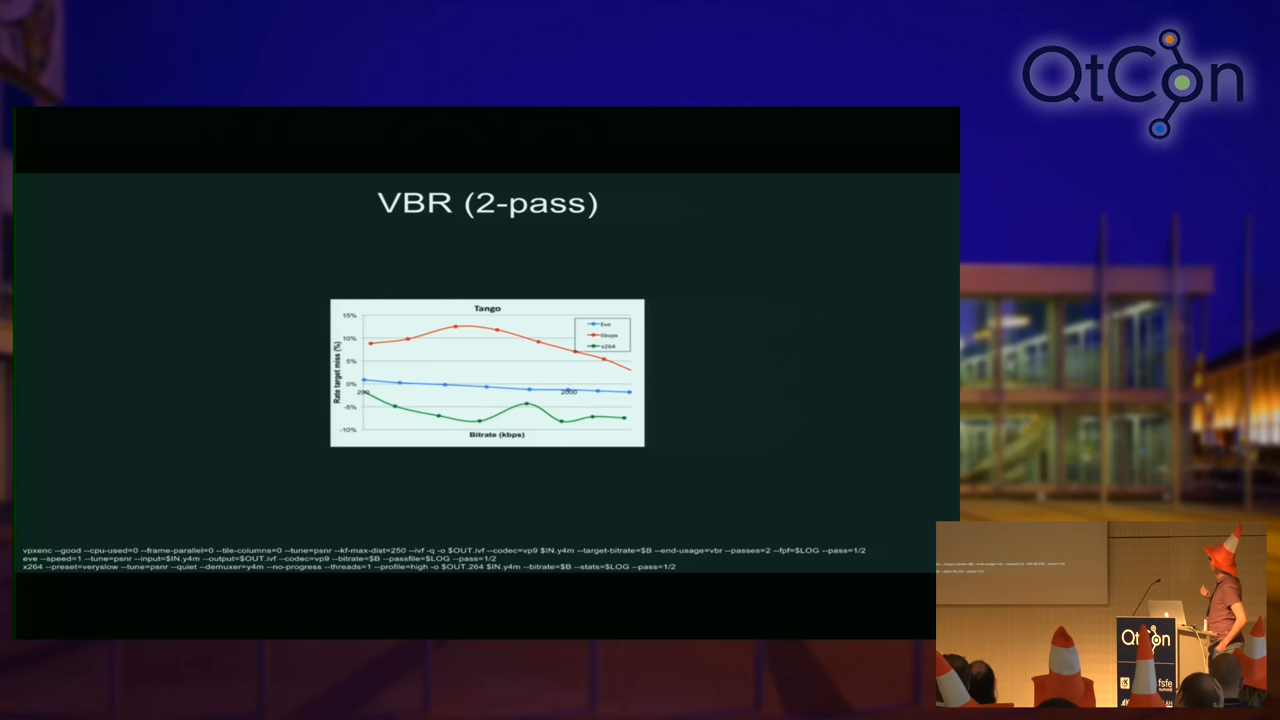 QtCon
VBR (2-pass)
Tango
15%
10%
5%
0%
-5%
-10%
Rate target miss (%)
200
2000
Eve
libvpx
x264
Bitrate (kbps)
vpxenc --good --cpu-used=0 --frame-parallel=0 --tile-columns=0 --tune=psnr --kf-max-dist=250 --ivf -q -o $OUT.ivf --codec=vp9 $IN.y4m --target-bitrate=$B --end-usage=vbr --passes=2 --fpf=$LOG --pass=1/2
eve --speed=1 --tune=psnr --input=$IN.y4m --output=$OUT.ivf --codec=vp9 --bitrate=$B --passfile=$LOG --pass=1/2
x264 --preset=veryslow --tune=psnr --quiet --demuxer=y4m --no-progress --threads=1 --profile=high -o $OUT.264 $IN.y4m --bitrate=$B --stats=$LOG --pass=1/2
QtCon
fsfe